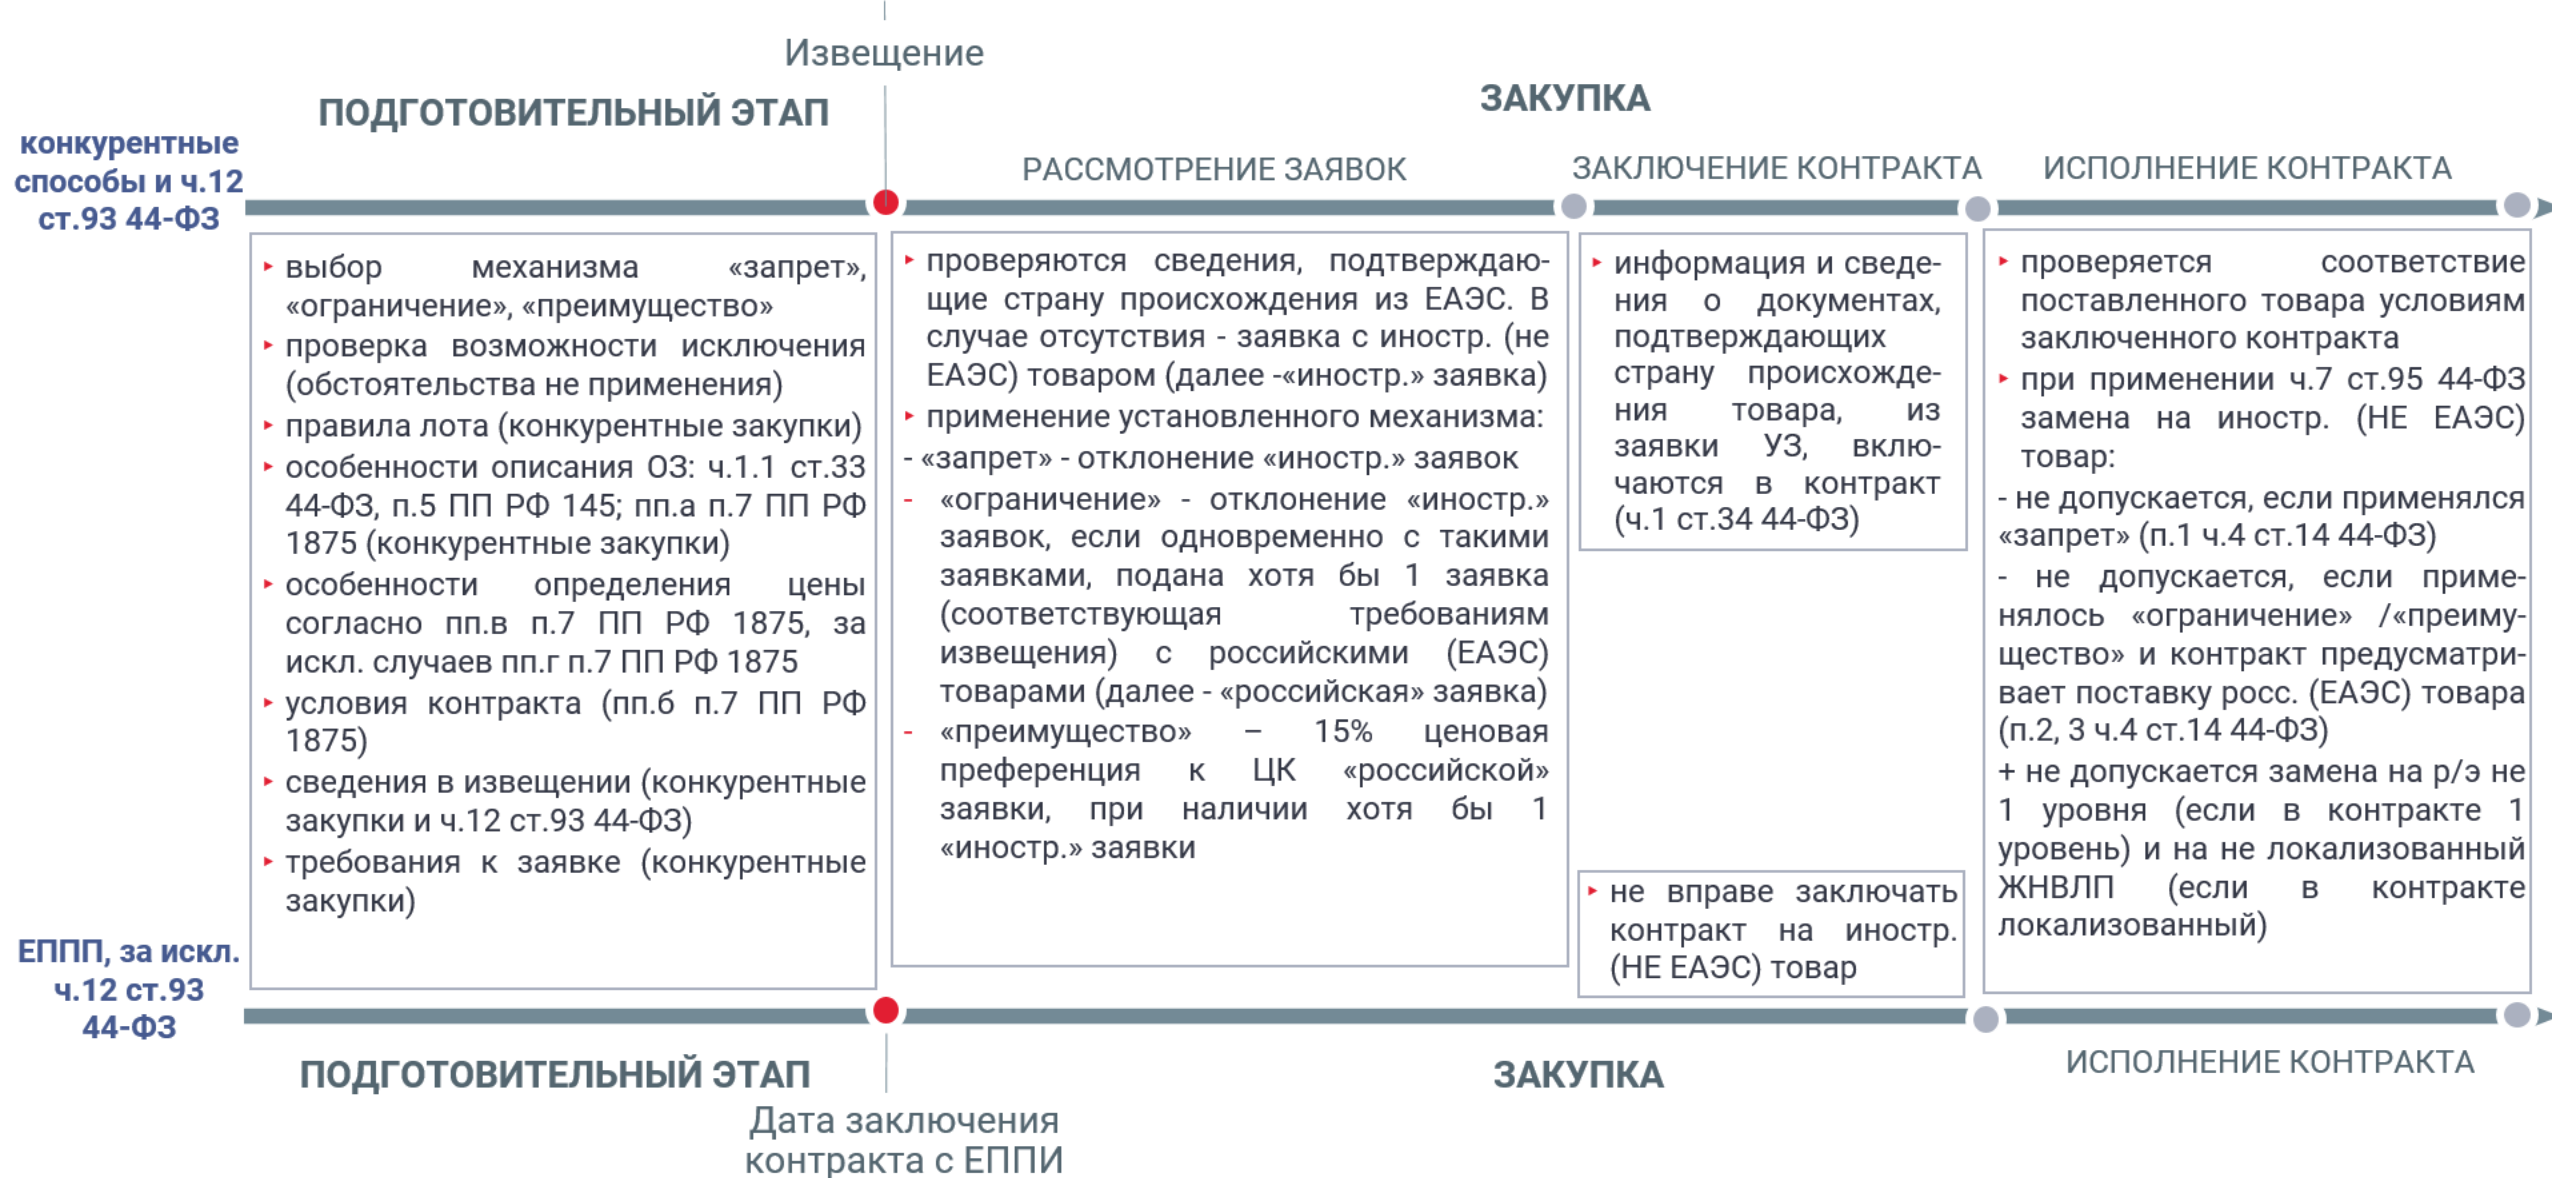 Извещение
ПОДГОТОВИТЕЛЬНЫЙ ЭТАП
ЗАКУПКА
конкурентные
способы и ч.12
ст.93 44-ФЗ
РАССМОТРЕНИЕ ЗАЯВОК
ЗАКЛЮЧЕНИЕ КОНТРАКТА
ИСПОЛНЕНИЕ КОНТРАКТА
‣ выбор механизма «запрет»,
«ограничение», «преимущество»
‣ проверка возможности исключения
(обстоятельства не применения)
‣ правила лота (конкурентные закупки)
‣ особенности описания ОЗ: ч.1.1 ст.33
44-ФЗ, п.5 ПП РФ 145; пп.а п.7 ПП РФ
1875 (конкурентные закупки)
‣ особенности определения цены
согласно пп.в п.7 ПП РФ 1875, за
искл. случаев пп.г п.7 ПП РФ 1875
‣ условия контракта (пп.б п.7 ПП РФ
1875)
‣ сведения в извещении (конкурентные
закупки и ч.12 ст.93 44-ФЗ)
‣ требования к заявке (конкурентные
закупки)
‣ проверяются сведения, подтверждаю-
щие страну происхождения из ЕАЭС. В
случае отсутствия - заявка с иностр. (не
ЕАЭС) товаром (далее -«иностр.» заявка)
‣ применение установленного механизма:
- «запрет» - отклонение «иностр.» заявок
- «ограничение» - отклонение «иностр.»
заявок, если одновременно с такими
заявками, подана хотя бы 1 заявка
(соответствующая требованиям
извещения) с российскими (ЕАЭС)
товарами (далее - «российская» заявка)
- «преимущество» – 15% ценовая
преференция к ЦК «российской»
заявки, при наличии хотя бы 1
«иностр.» заявки
‣ информация и сведе-
ния о документах,
подтверждающих
страну происхожде-
ния товара, из
заявки УЗ, вклю-
чаются в контракт
(ч.1 ст.34 44-ФЗ)
‣ не вправе заключать
контракт на иностр.
(НЕ ЕАЭС) товар
‣ проверяется соответствие
поставленного товара условиям
заключенного контракта
‣ при применении ч.7 ст.95 44-ФЗ
замена на иностр. (НЕ ЕАЭС)
товар:
- не допускается, если применялся
«запрет» (п.1 ч.4 ст.14 44-ФЗ)
- не допускается, если приме-
нялось «ограничение» /«преиму-
щество» и контракт предусматри-
вает поставку росс. (ЕАЭС) товара
(п.2, 3 ч.4 ст.14 44-ФЗ)
+ не допускается замена на р/э не
1 уровня (если в контракте 1
уровень) и на не локализованный
ЖНВЛП (если в контракте
локализованный)
ЕППП, за искл.
ч.12 ст.93
44-ФЗ
ПОДГОТОВИТЕЛЬНЫЙ ЭТАП
ЗАКУПКА
ИСПОЛНЕНИЕ КОНТРАКТА
Дата заключения
контракта с ЕППИ